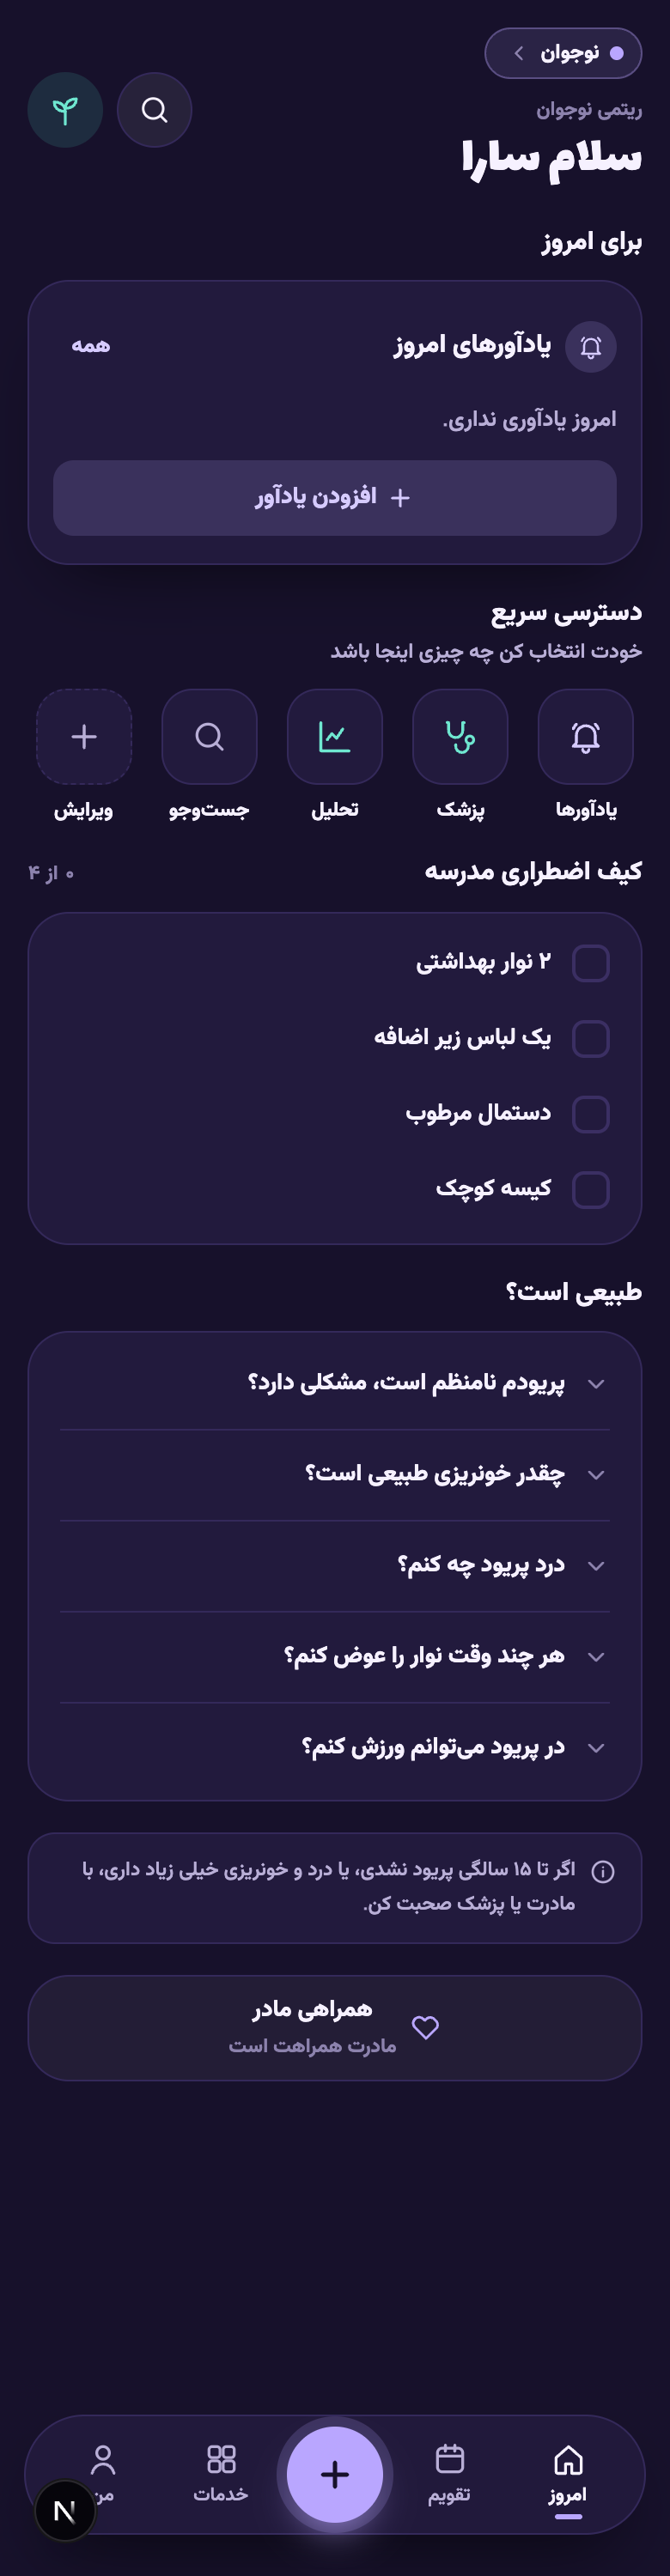 نوجوان
ریتمی نوجوان
سلام سارا
برای امروز
یادآورهای امروز
همه
امروز یادآوری نداری.
افزودن یادآور
دسترسی سریع
خودت انتخاب کن چه چیزی اینجا باشد
یادآورها
پزشک
تحلیل
جست‌وجو
ویرایش
کیف اضطراری مدرسه
۰ از ۴
۲ نوار بهداشتی
یک لباس زیر اضافه
دستمال مرطوب
کیسه کوچک
طبیعی است؟
پریودم نامنظم است، مشکلی دارد؟
چقدر خونریزی طبیعی است؟
درد پریود چه کنم؟
هر چند وقت نوار را عوض کنم؟
در پریود می‌توانم ورزش کنم؟
اگر تا ۱۵ سالگی پریود نشدی، یا درد و خونریزی خیلی زیاد داری، با
مادرت یا پزشک صحبت کن.
همراهی مادر
مادرت همراهت است
امروز
تقویم
خدمات
من
N